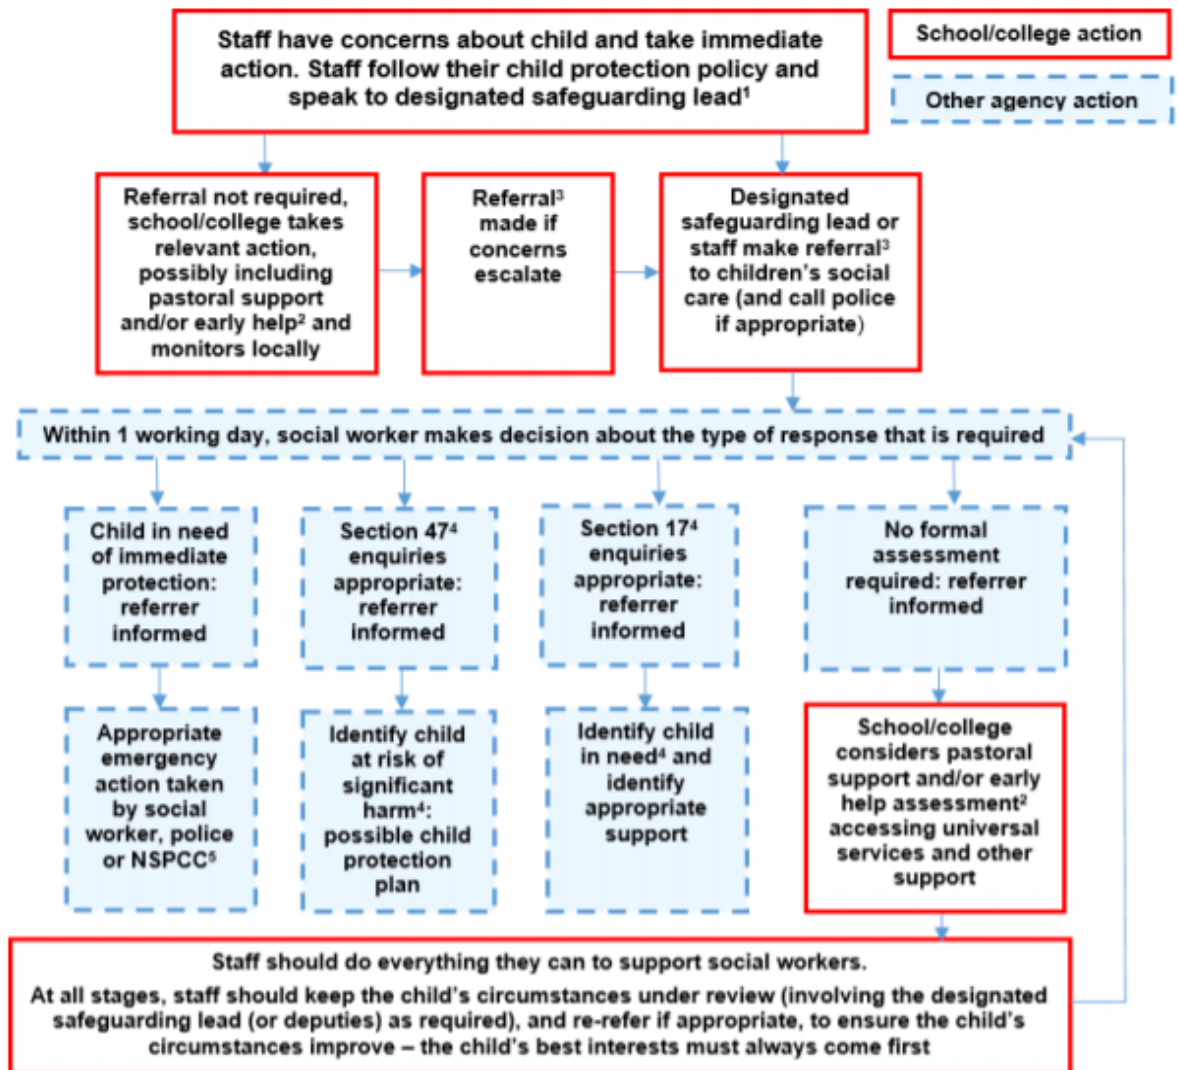 Staff have concerns about child and take immediate
action. Staff follow their child protection policy and
speak to designated safeguarding lead¹
School/college action
Other agency action
Referral not required,
school/college takes
relevant action,
possibly including
pastoral support
and/or early help² and
monitors locally
Referral³
made if
concerns
escalate
Designated
safeguarding lead or
staff make referral³
to children’s social
care (and call police
if appropriate)
Within 1 working day, social worker makes decision about the type of response that is required
Child in need
of immediate
protection:
referrer
informed
Section 47⁴
enquiries
appropriate:
referrer
informed
Section 17⁴
enquiries
appropriate:
referrer
informed
No formal
assessment
required: referrer
informed
Appropriate
emergency
action taken
by social
worker, police
or NSPCC⁵
Identify child
at risk of
significant
harm⁴:
possible child
protection
plan
Identify child
in need⁴ and
identify
appropriate
support
School/college
considers pastoral
support and/or early
help assessment²
accessing universal
services and other
support
Staff should do everything they can to support social workers.
At all stages, staff should keep the child’s circumstances under review (involving the designated
safeguarding lead (or deputies) as required), and re-refer if appropriate, to ensure the child’s
circumstances improve – the child’s best interests must always come first